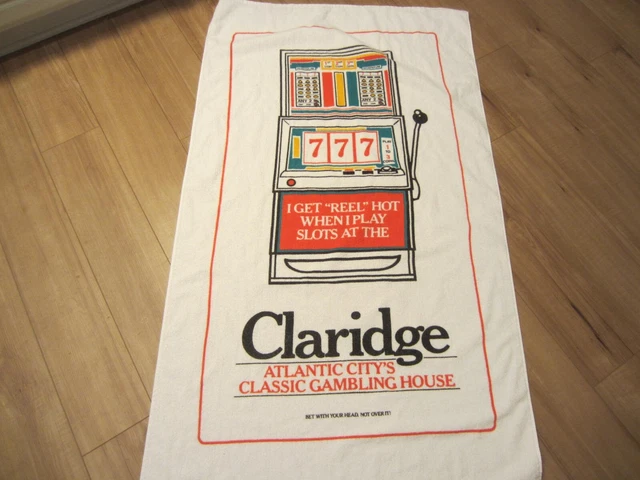 777
I GET "REEL" HOT
WHEN I PLAY
SLOTS AT THE
Claridge
ATLANTIC CITY'S
CLASSIC GAMBLING HOUSE
BET WITH YOUR HEAD, NOT OVER IT!